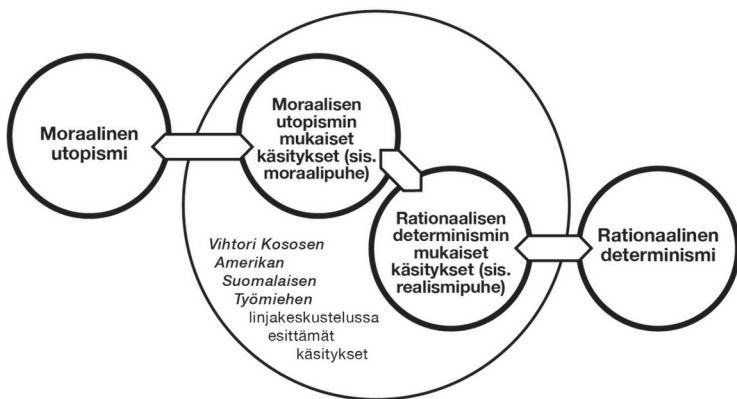 Moraalinen
utopismi
Moraalisen
utopismin
mukaiset
käsitykset (sis.
moraalipuhe)
Rationaalisen
determinismin
mukaiset
käsitykset (sis.
realismipuhe)
Rationaalinen
determinismi
Vihtori Kososen
Amerikan
Suomalaisen
Työmiehen
linjakeskustelussa
esittämät
käsitykset